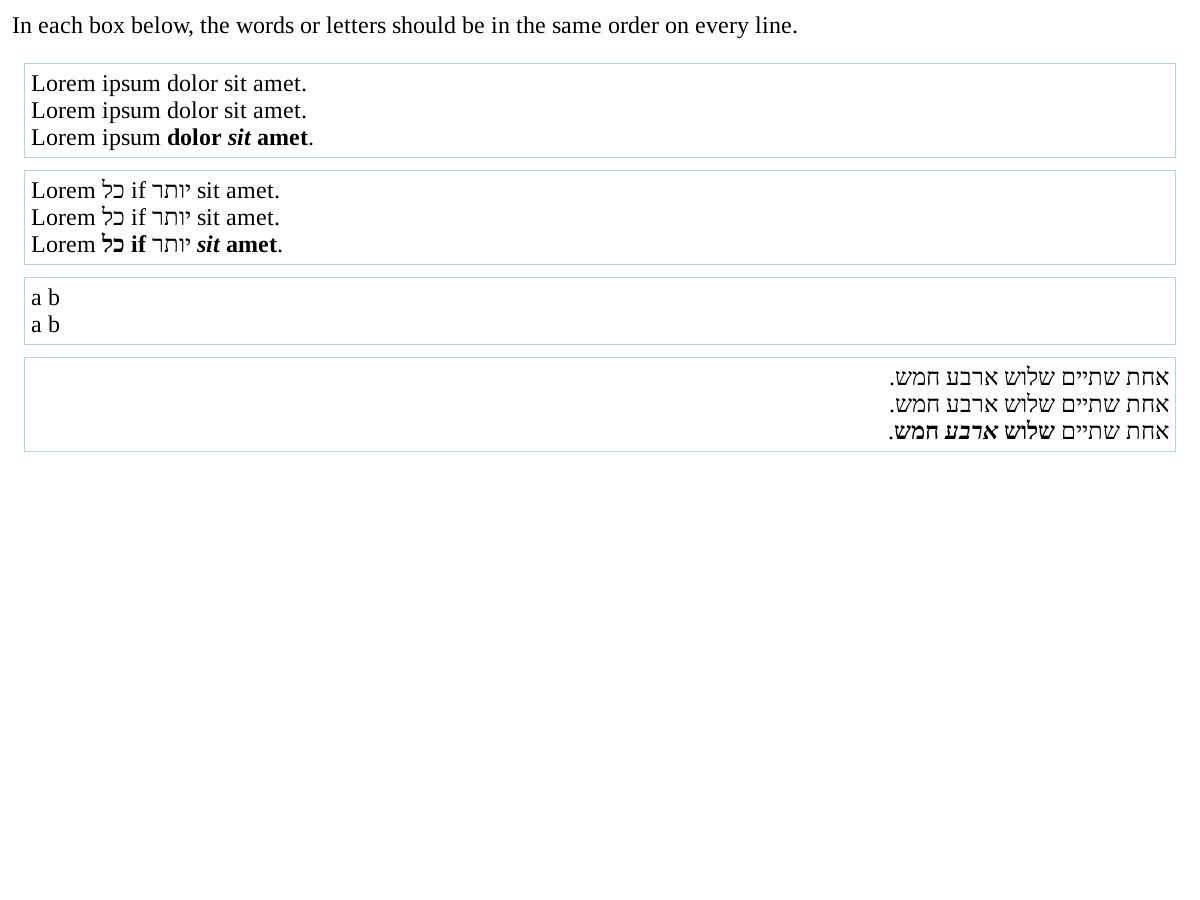 In each box below, the words or letters should be in the same order on every line.
Lorem ipsum dolor sit amet.
Lorem ipsum dolor sit amet.
Lorem ipsum dolor sit amet.
Lorem כל if יותר sit amet.
Lorem כל if יותר sit amet.
Lorem כל if יותר sit amet.
a b
a b
אחת שתיים שלוש ארבע חמש.
אחת שתיים שלוש ארבע חמש.
אחת שתיים שלוש ארבע חמש.